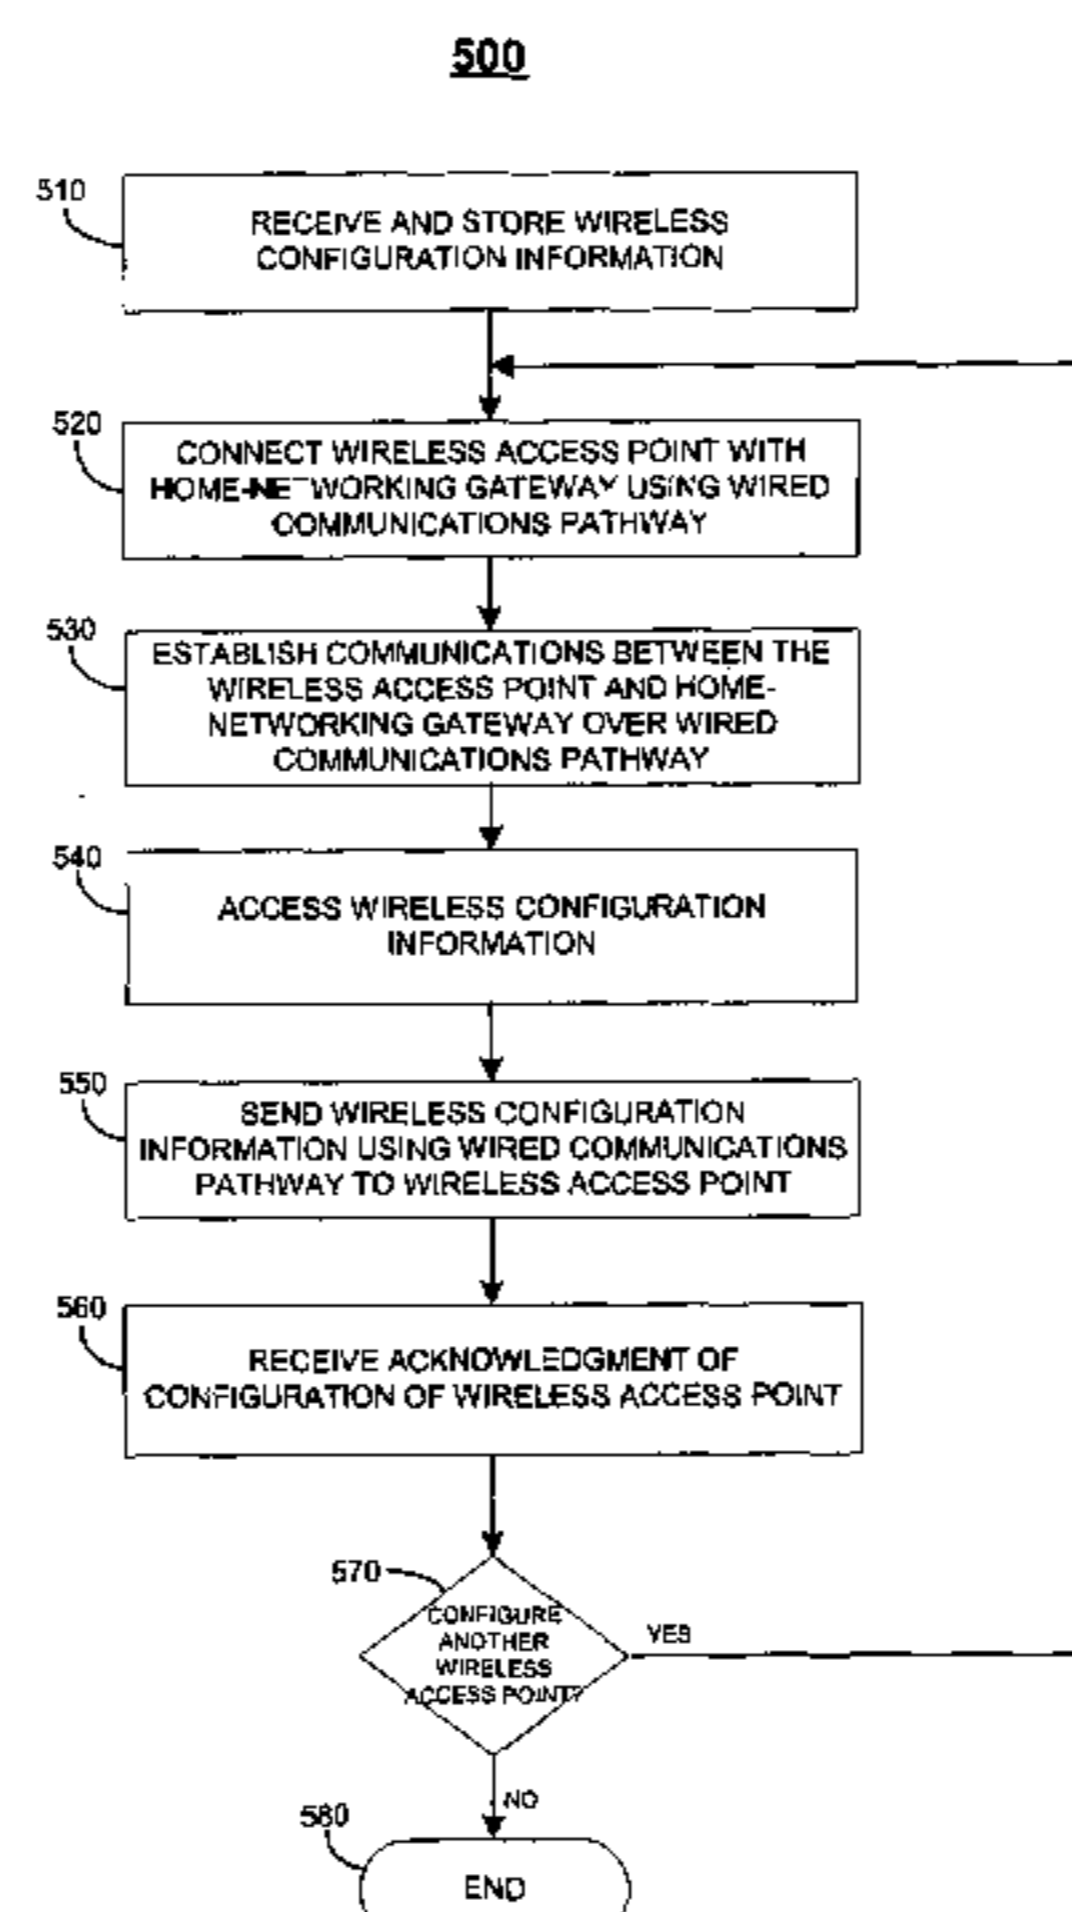 500
510
RECEIVE AND STORE WIRELESS
CONFIGURATION INFORMATION
520
CONNECT WIRELESS ACCESS POINT WITH
HOME-NETWORKING GATEWAY USING WIRED
COMMUNICATIONS PATHWAY
530
ESTABLISH COMMUNICATIONS BETWEEN THE
WIRELESS ACCESS POINT AND HOME-
NETWORKING GATEWAY OVER WIRED
COMMUNICATIONS PATHWAY
540
ACCESS WIRELESS CONFIGURATION
INFORMATION
550
SEND WIRELESS CONFIGURATION
INFORMATION USING WIRED COMMUNICATIONS
PATHWAY TO WIRELESS ACCESS POINT
560
RECEIVE ACKNOWLEDGMENT OF
CONFIGURATION OF WIRELESS ACCESS POINT
570
CONFIGURE
ANOTHER
WIRELESS
ACCESS POINT?
YES
NO
580
END